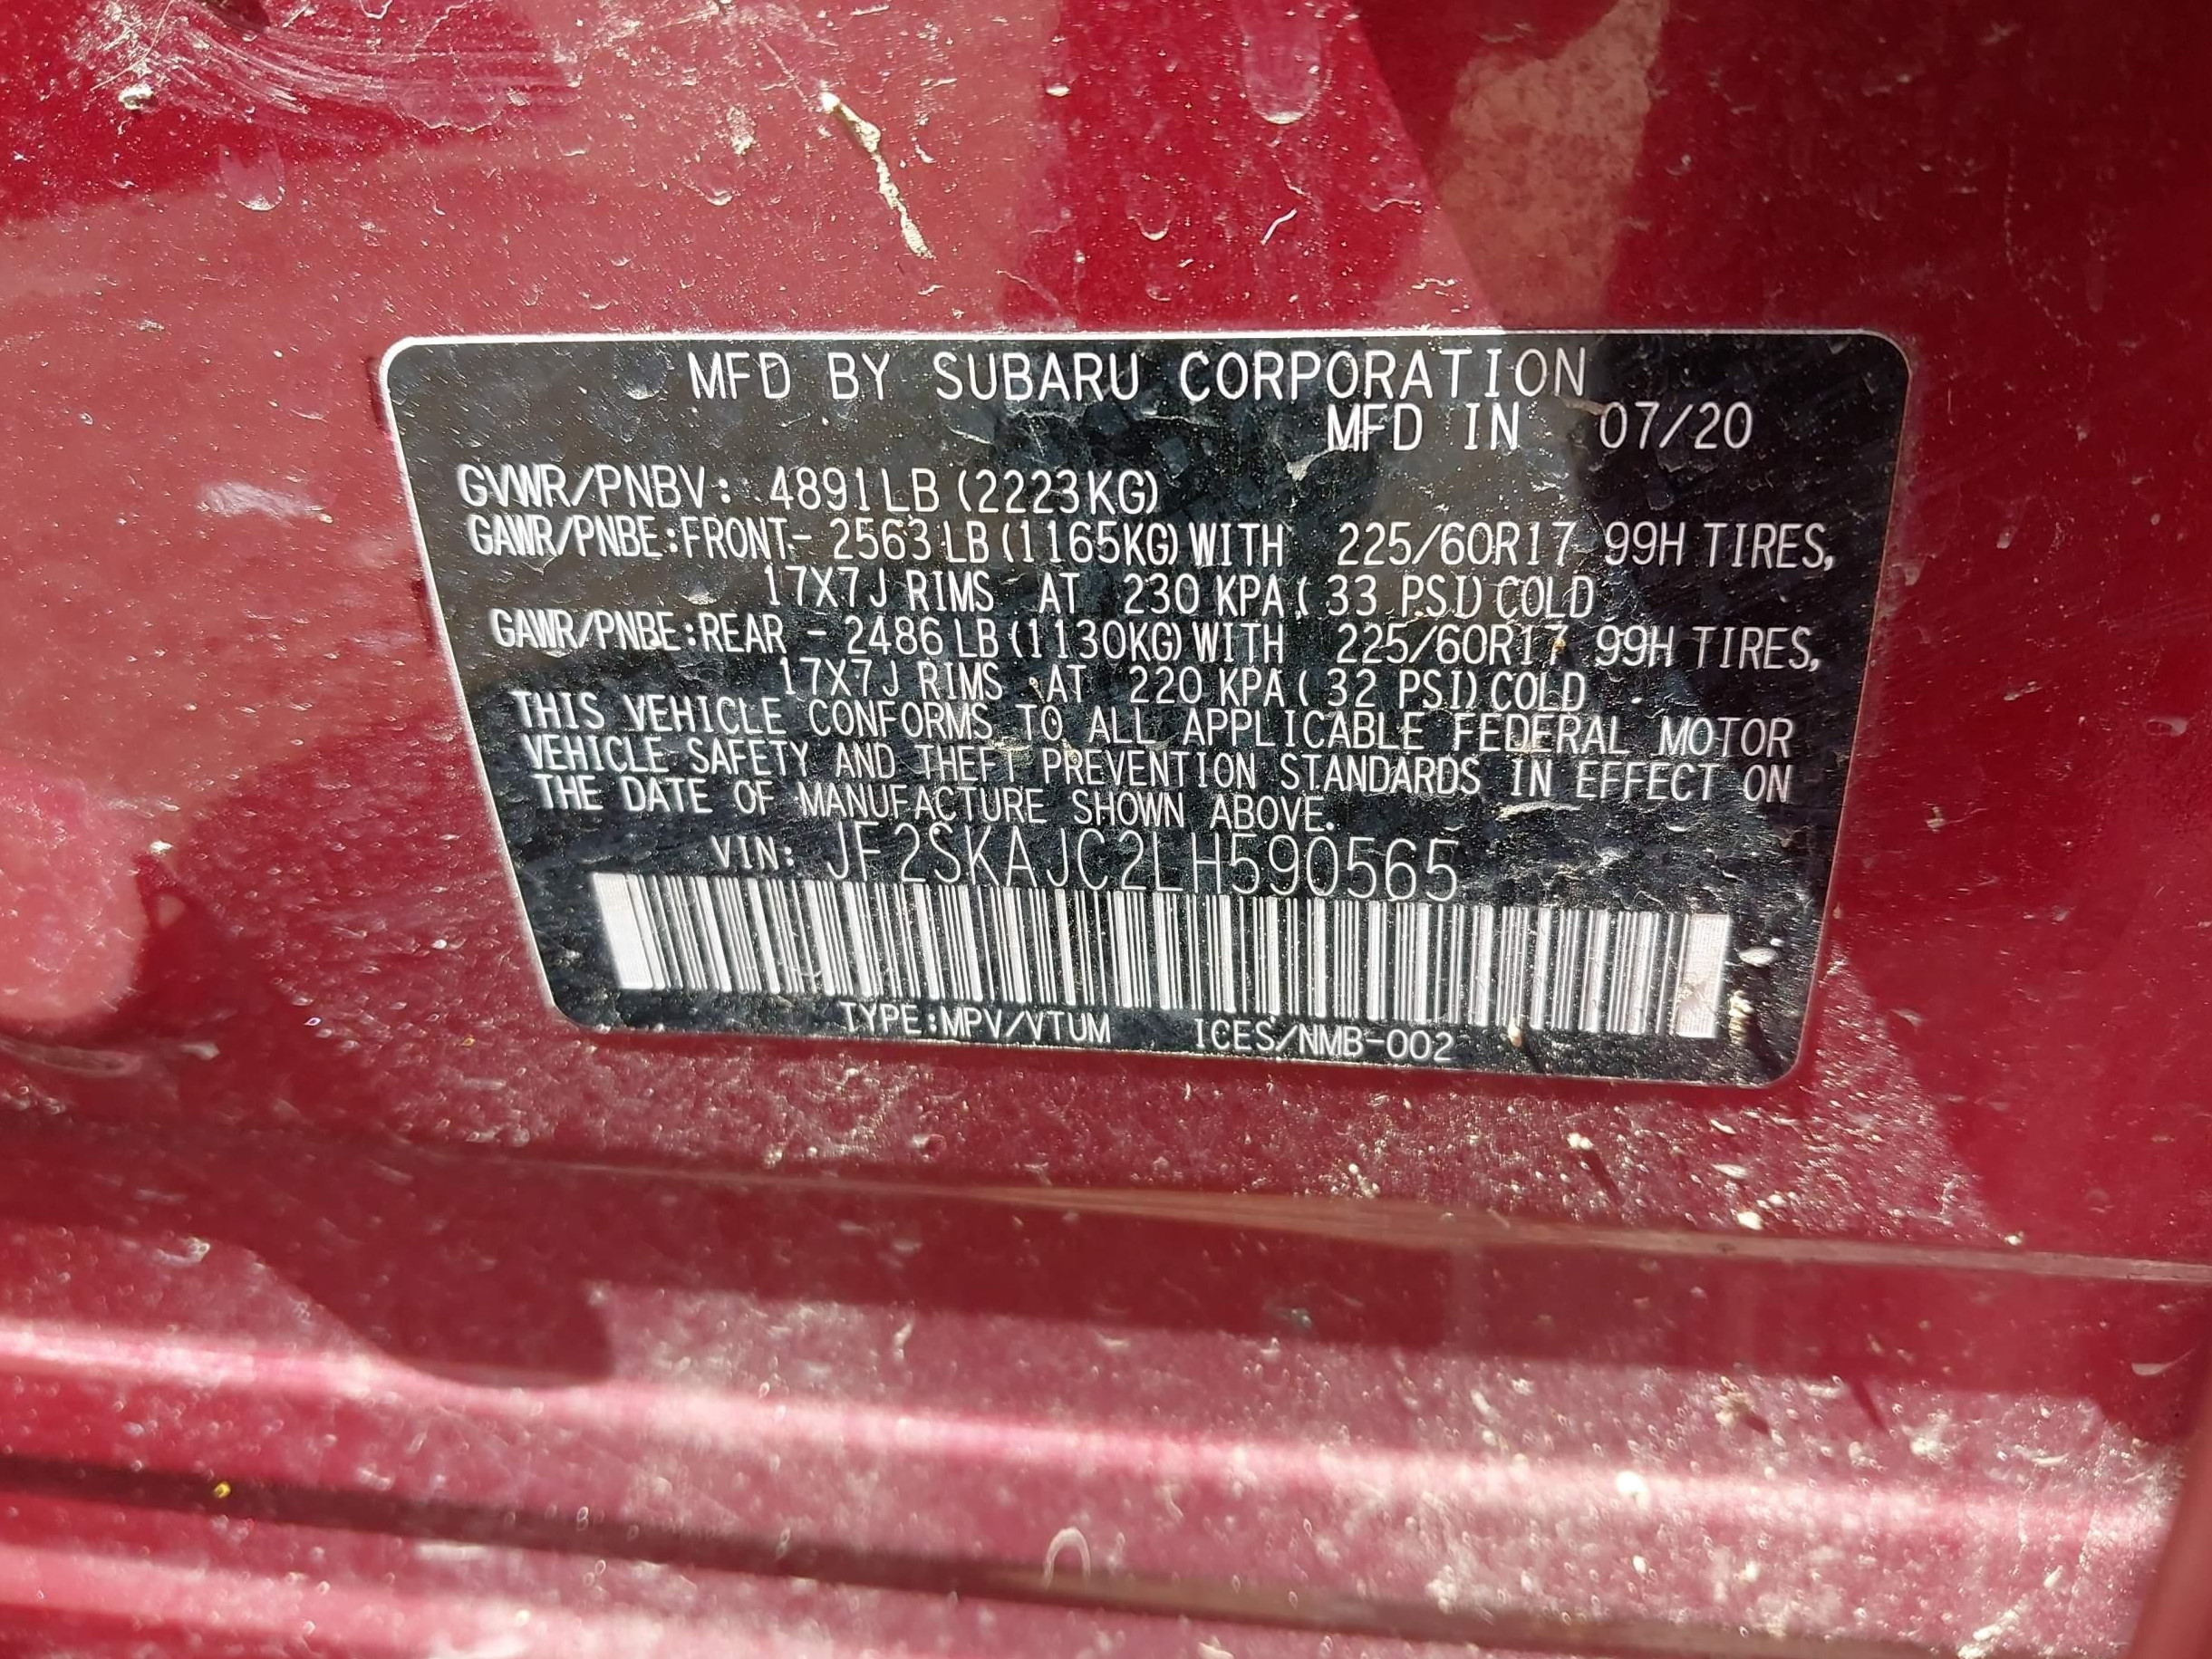 MFD BY SUBARU CORPORATION
MFD IN 07/20
GVWR/PNBV: 4891LB (2223KG)
GAWR/PNBE:FRONT- 2563LB(1165KG)WITH 225/60R17 99H TIRES,
17X7J RIMS AT 230 KPA( 33 PSI)COLD
GAWR/PNBE:REAR - 2486LB(1130KG)WITH 225/60R17 99H TIRES,
17X7J RIMS AT 220 KPA( 32 PSI)COLD
THIS VEHICLE CONFORMS TO ALL APPLICABLE FEDERAL MOTOR
VEHICLE SAFETY AND THEFT PREVENTION STANDARDS IN EFFECT ON
THE DATE OF MANUFACTURE SHOWN ABOVE.
VIN: JF2SKAJC2LH590565
TYPE:MPV/VTUM ICES/NMB-002